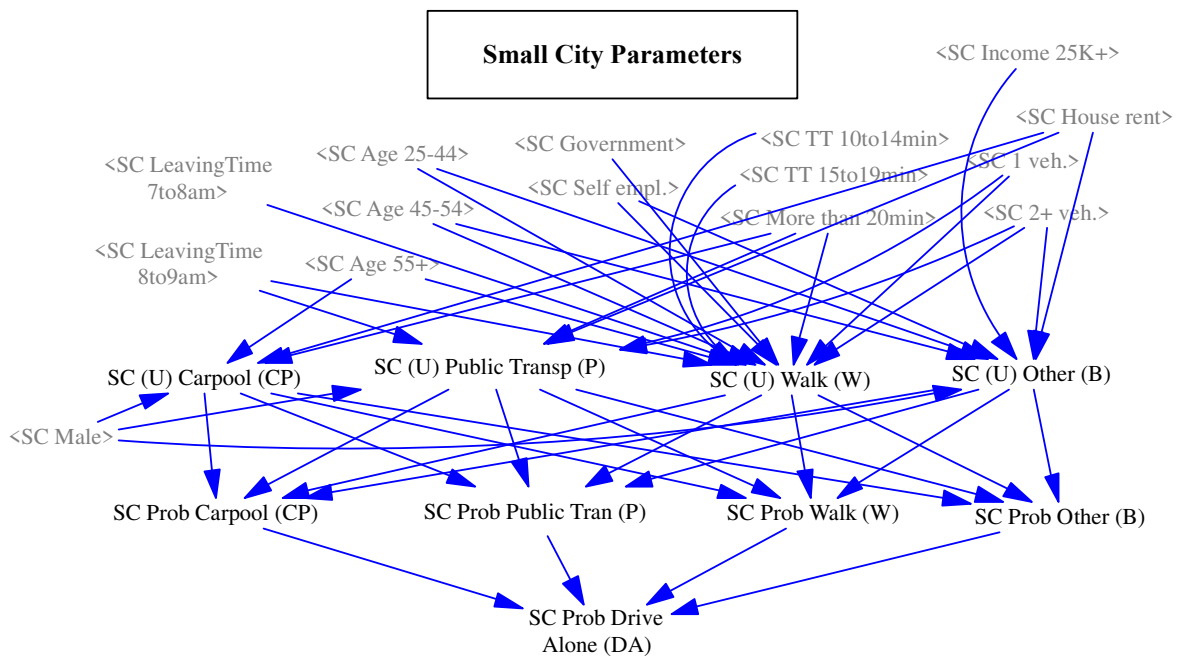 Small City Parameters
<SC Income 25K+>
<SC House rent>
<SC Government>
<SC TT 10to14min>
<SC Age 25-44>
<SC LeavingTime
7to8am>
<SC 1 veh.>
<SC TT 15to19min>
<SC Self empl.>
<SC Age 45-54>
<SC More than 20min>
<SC 2+ veh.>
<SC LeavingTime
8to9am>
<SC Age 55+>
SC (U) Carpool (CP)
SC (U) Public Transp (P)
SC (U) Walk (W)
SC (U) Other (B)
<SC Male>
SC Prob Carpool (CP)
SC Prob Public Tran (P)
SC Prob Walk (W)
SC Prob Other (B)
SC Prob Drive
Alone (DA)